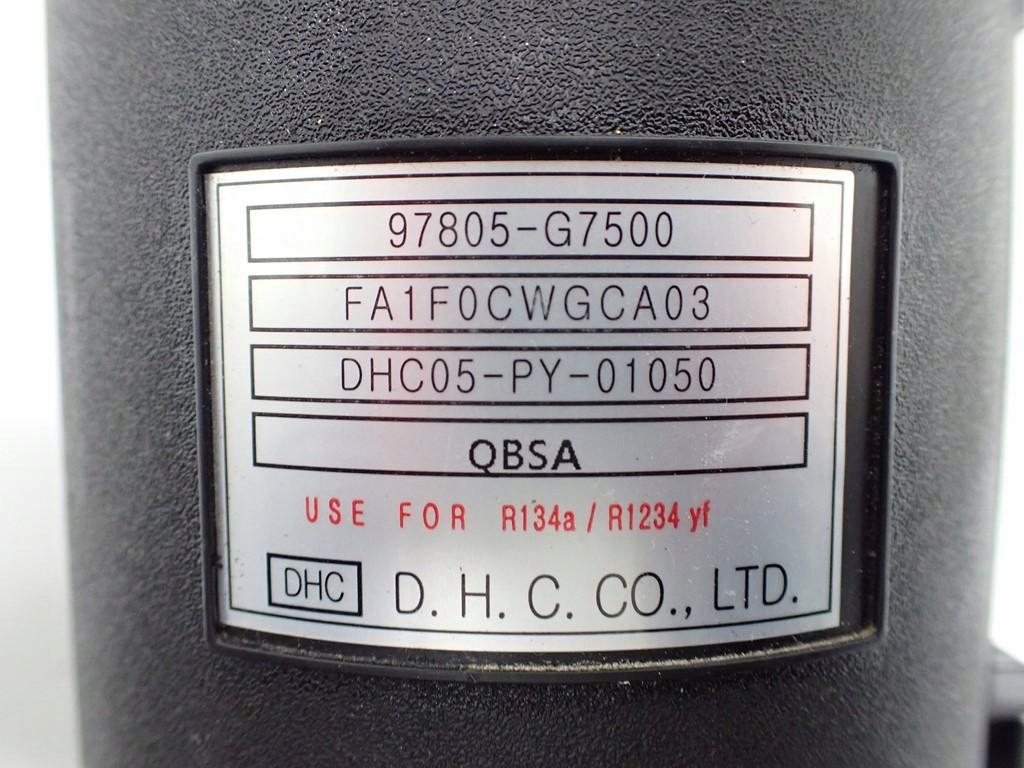 97805-G7500
FA1F0CWGCA03
DHC05-PY-01050
QBSA
USE FOR R134a / R1234 yf
DHC D. H. C. CO., LTD.